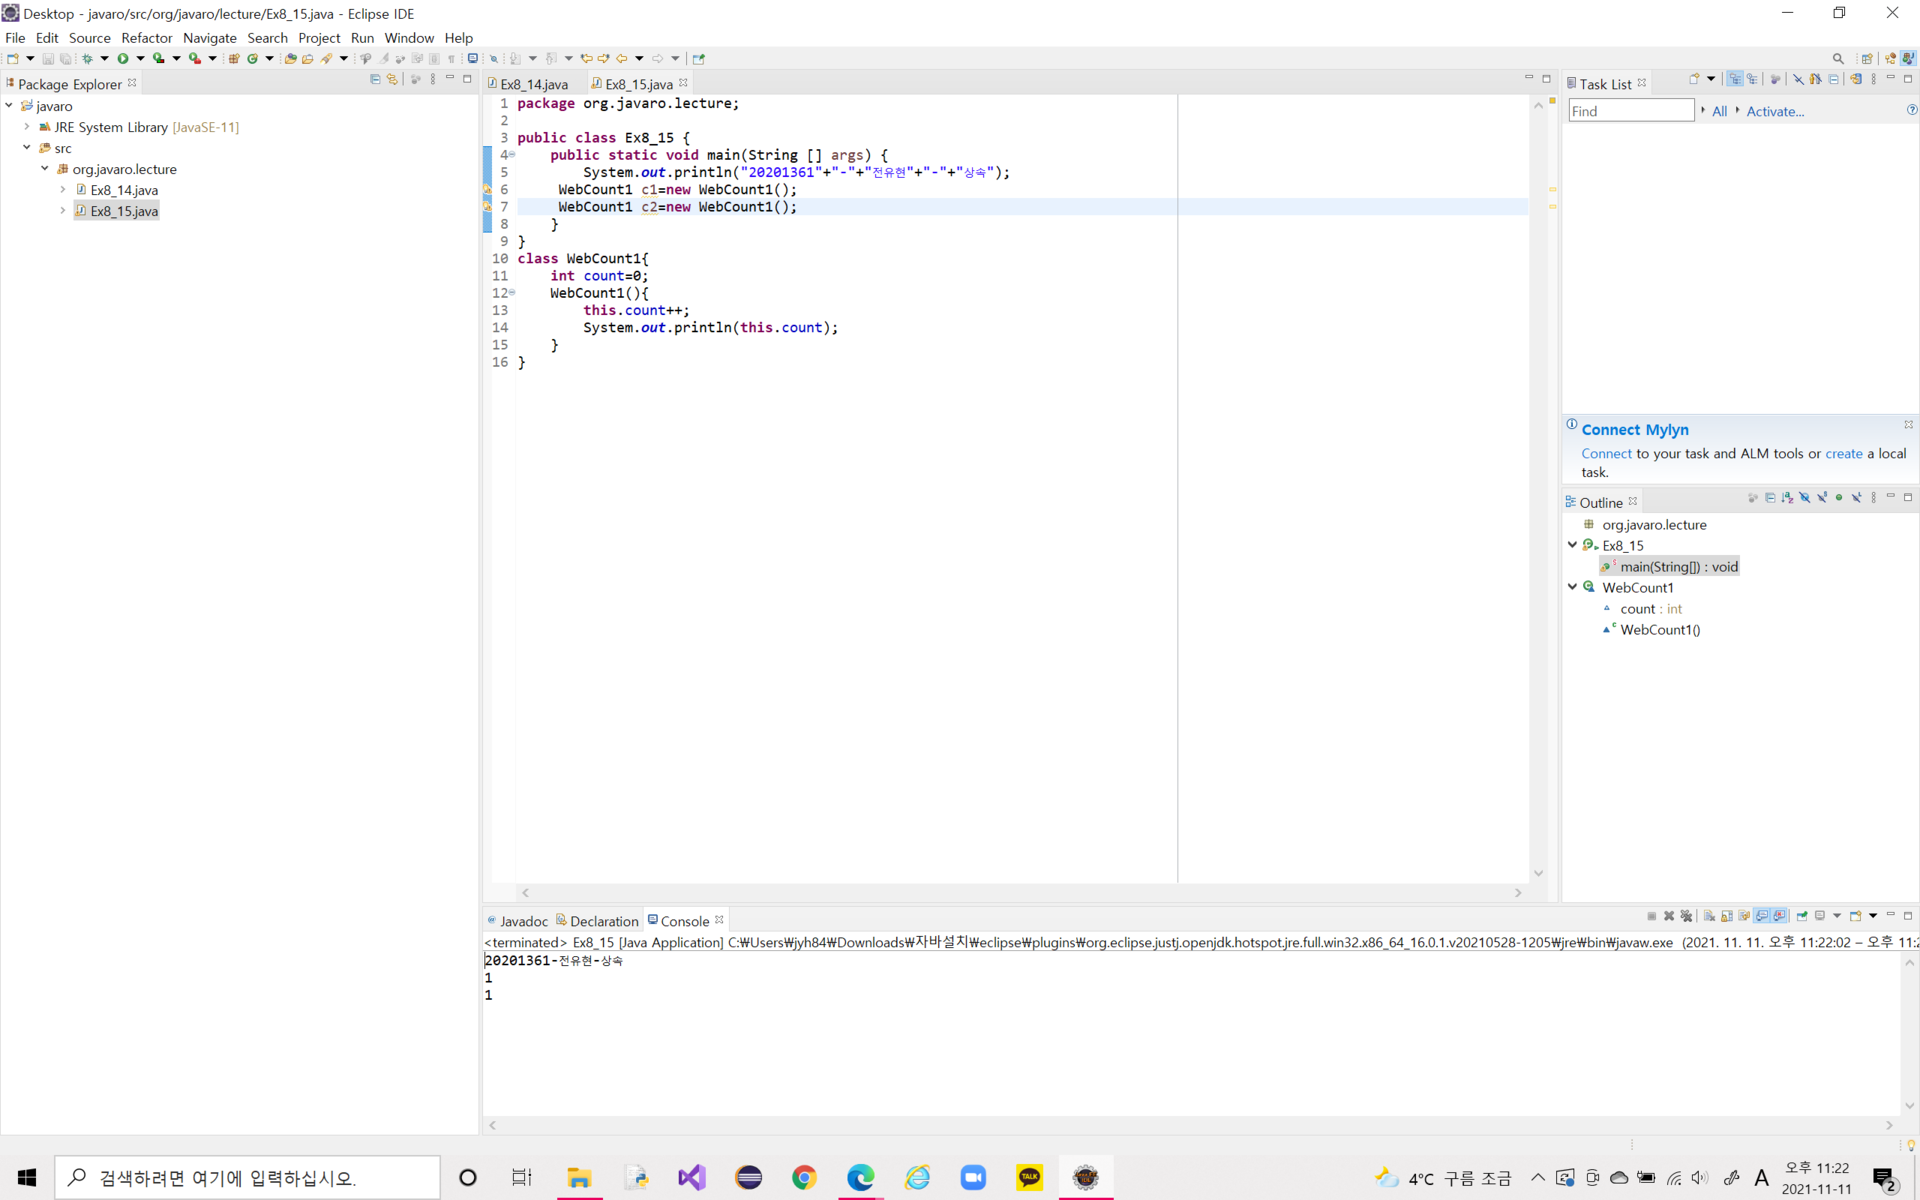 Desktop - javaro/src/org/javaro/lecture/Ex8_15.java - Eclipse IDE
File Edit Source Refactor Navigate Search Project Run Window Help
Package Explorer
javaro
JRE System Library [JavaSE-11]
src
org.javaro.lecture
Ex8_14.java
Ex8_15.java
Ex8_14.java Ex8_15.java
1 package org.javaro.lecture;
2
3 public class Ex8_15 {
4 public static void main(String [] args) {
5 System.out.println("20201361"+"-"+"전유현"+"-"+"상속");
6 WebCount1 c1=new WebCount1();
7 WebCount1 c2=new WebCount1();
8 }
9 }
10 class WebCount1{
11 int count=0;
12 WebCount1(){
13 this.count++;
14 System.out.println(this.count);
15 }
16 }
Task List
Find All Activate...
Connect Mylyn
Connect to your task and ALM tools or create a local
task.
Outline
org.javaro.lecture
Ex8_15
main(String[]) : void
WebCount1
count : int
WebCount1()
Javadoc Declaration Console
<terminated> Ex8_15 [Java Application] C:₩Users₩jyh84₩Downloads₩자바설치₩eclipse₩plugins₩org.eclipse.justj.openjdk.hotspot.jre.full.win32.x86_64_16.0.1.v20210528-1205₩jre₩bin₩javaw.exe (2021. 11. 11. 오후 11:22:02 – 오후 11:2
20201361-전유현-상속
1
1
검색하려면 여기에 입력하십시오.
TALK
4°C 구름 조금
A
오후 11:22
2021-11-11
2